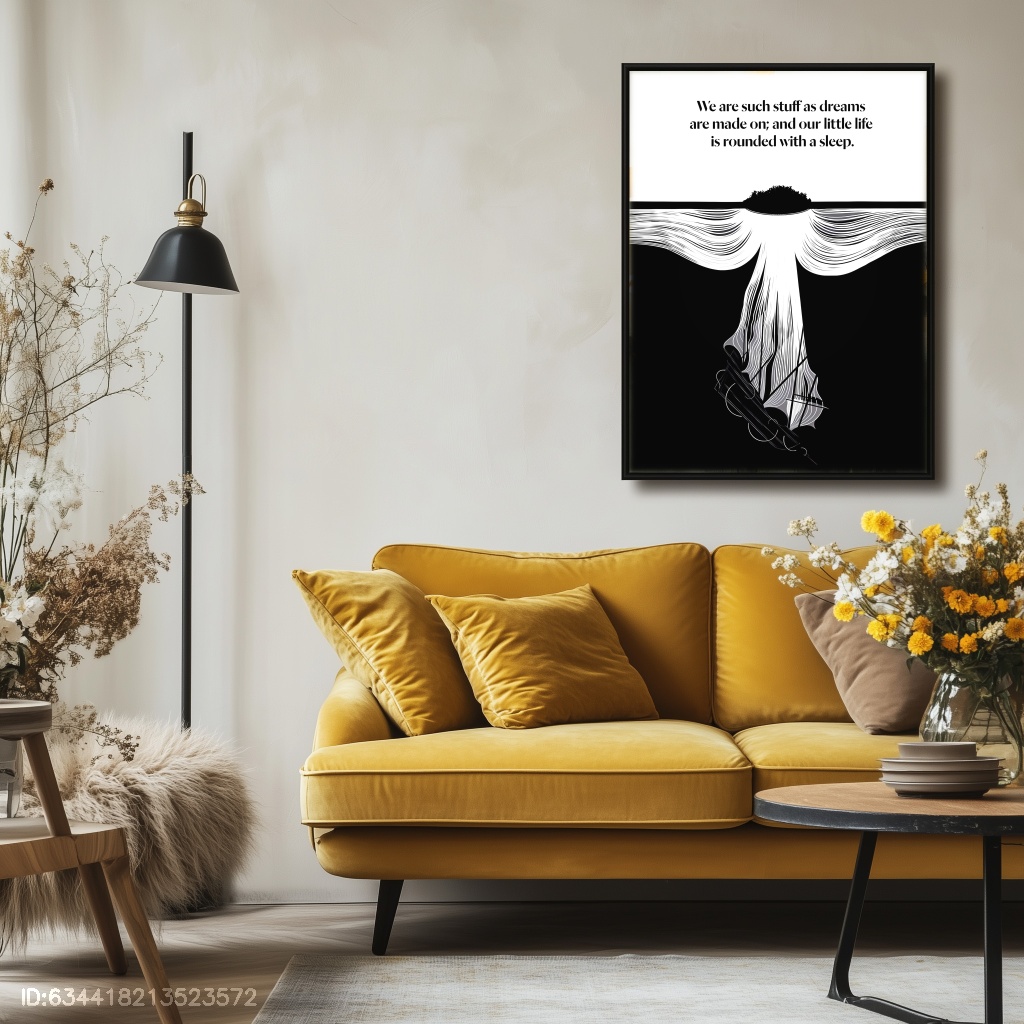 We are such stuff as dreams
are made on; and our little life
is rounded with a sleep.
ID:634418213523572